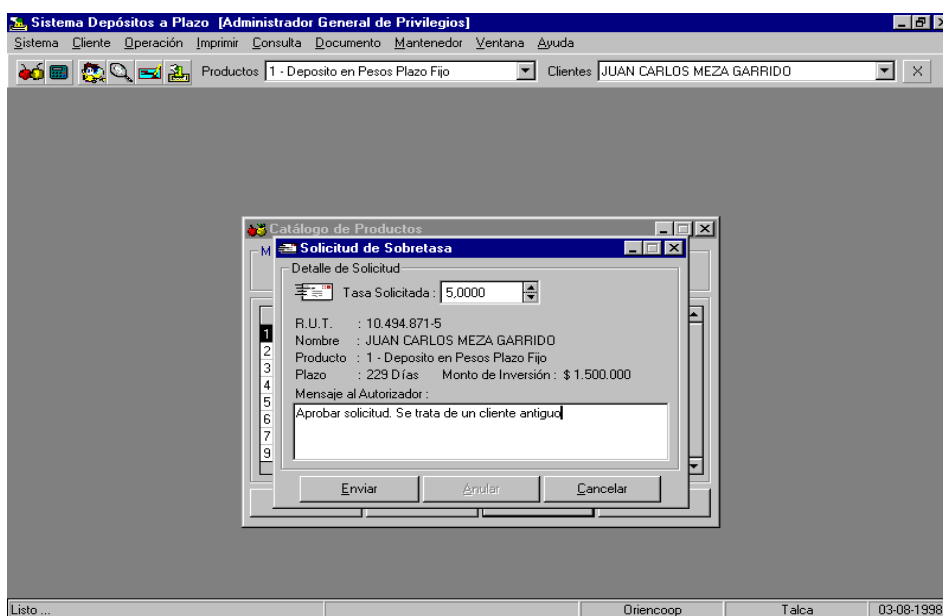 Sistema Depósitos a Plazo [Administrador General de Privilegios]
Sistema Cliente Operación Imprimir Consulta Documento Mantenedor Ventana Ayuda
Productos 1 - Deposito en Pesos Plazo Fijo Clientes JUAN CARLOS MEZA GARRIDO
Catálogo de Productos
M
Solicitud de Sobretasa
Detalle de Solicitud
Tasa Solicitada : 5,0000
R.U.T. : 10.494.871-5
Nombre : JUAN CARLOS MEZA GARRIDO
Producto : 1 - Deposito en Pesos Plazo Fijo
Plazo : 229 Días Monto de Inversión : $ 1.500.000
Mensaje al Autorizador :
Aprobar solicitud. Se trata de un cliente antiguo
1
2
3
4
5
6
7
9
Enviar Anular Cancelar
Listo ... Oriencoop Talca 03-08-1998